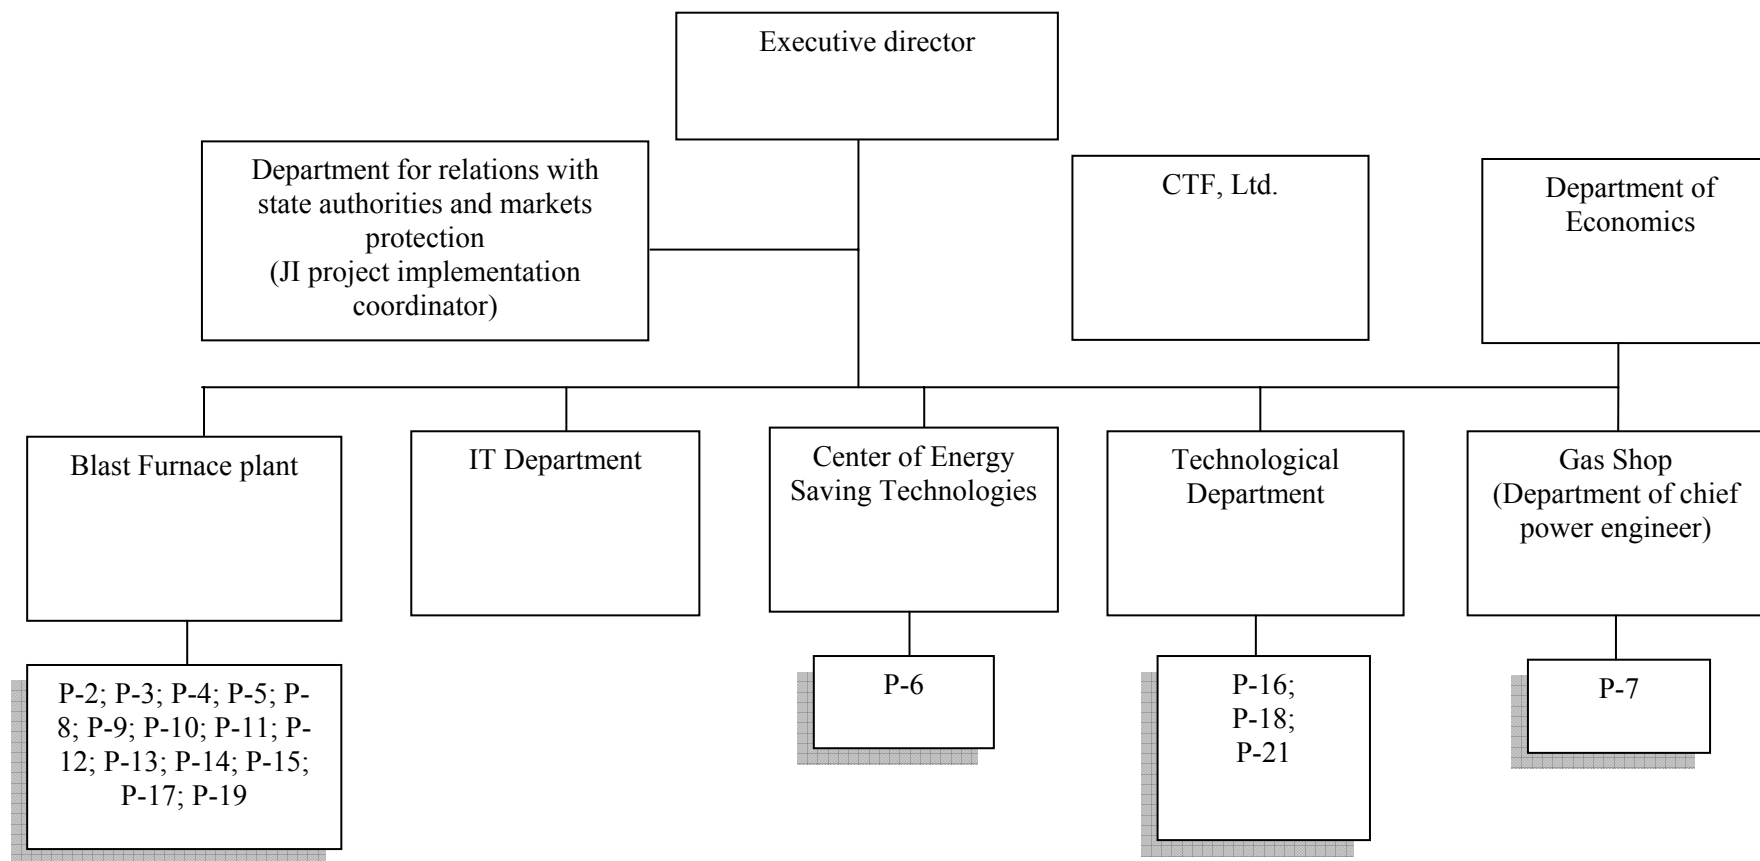 Executive director
Department for relations with
state authorities and markets
protection
(JI project implementation
coordinator)
CTF, Ltd.
Department of
Economics
Blast Furnace plant
IT Department
Center of Energy
Saving Technologies
Technological
Department
Gas Shop
(Department of chief
power engineer)
P-2; P-3; P-4; P-5; P-
8; P-9; P-10; P-11; P-
12; P-13; P-14; P-15;
P-17; P-19
P-6
P-16;
P-18;
P-21
P-7